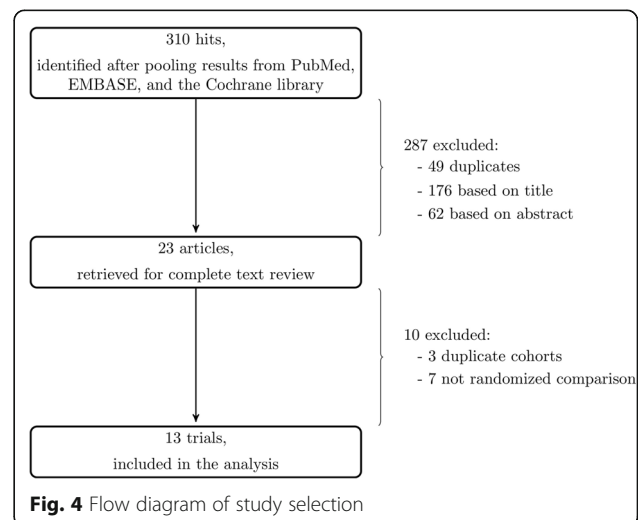 310 hits,
identified after pooling results from PubMed,
EMBASE, and the Cochrane library
287 excluded:
- 49 duplicates
- 176 based on title
- 62 based on abstract
23 articles,
retrieved for complete text review
10 excluded:
- 3 duplicate cohorts
- 7 not randomized comparison
13 trials,
included in the analysis
Fig. 4 Flow diagram of study selection